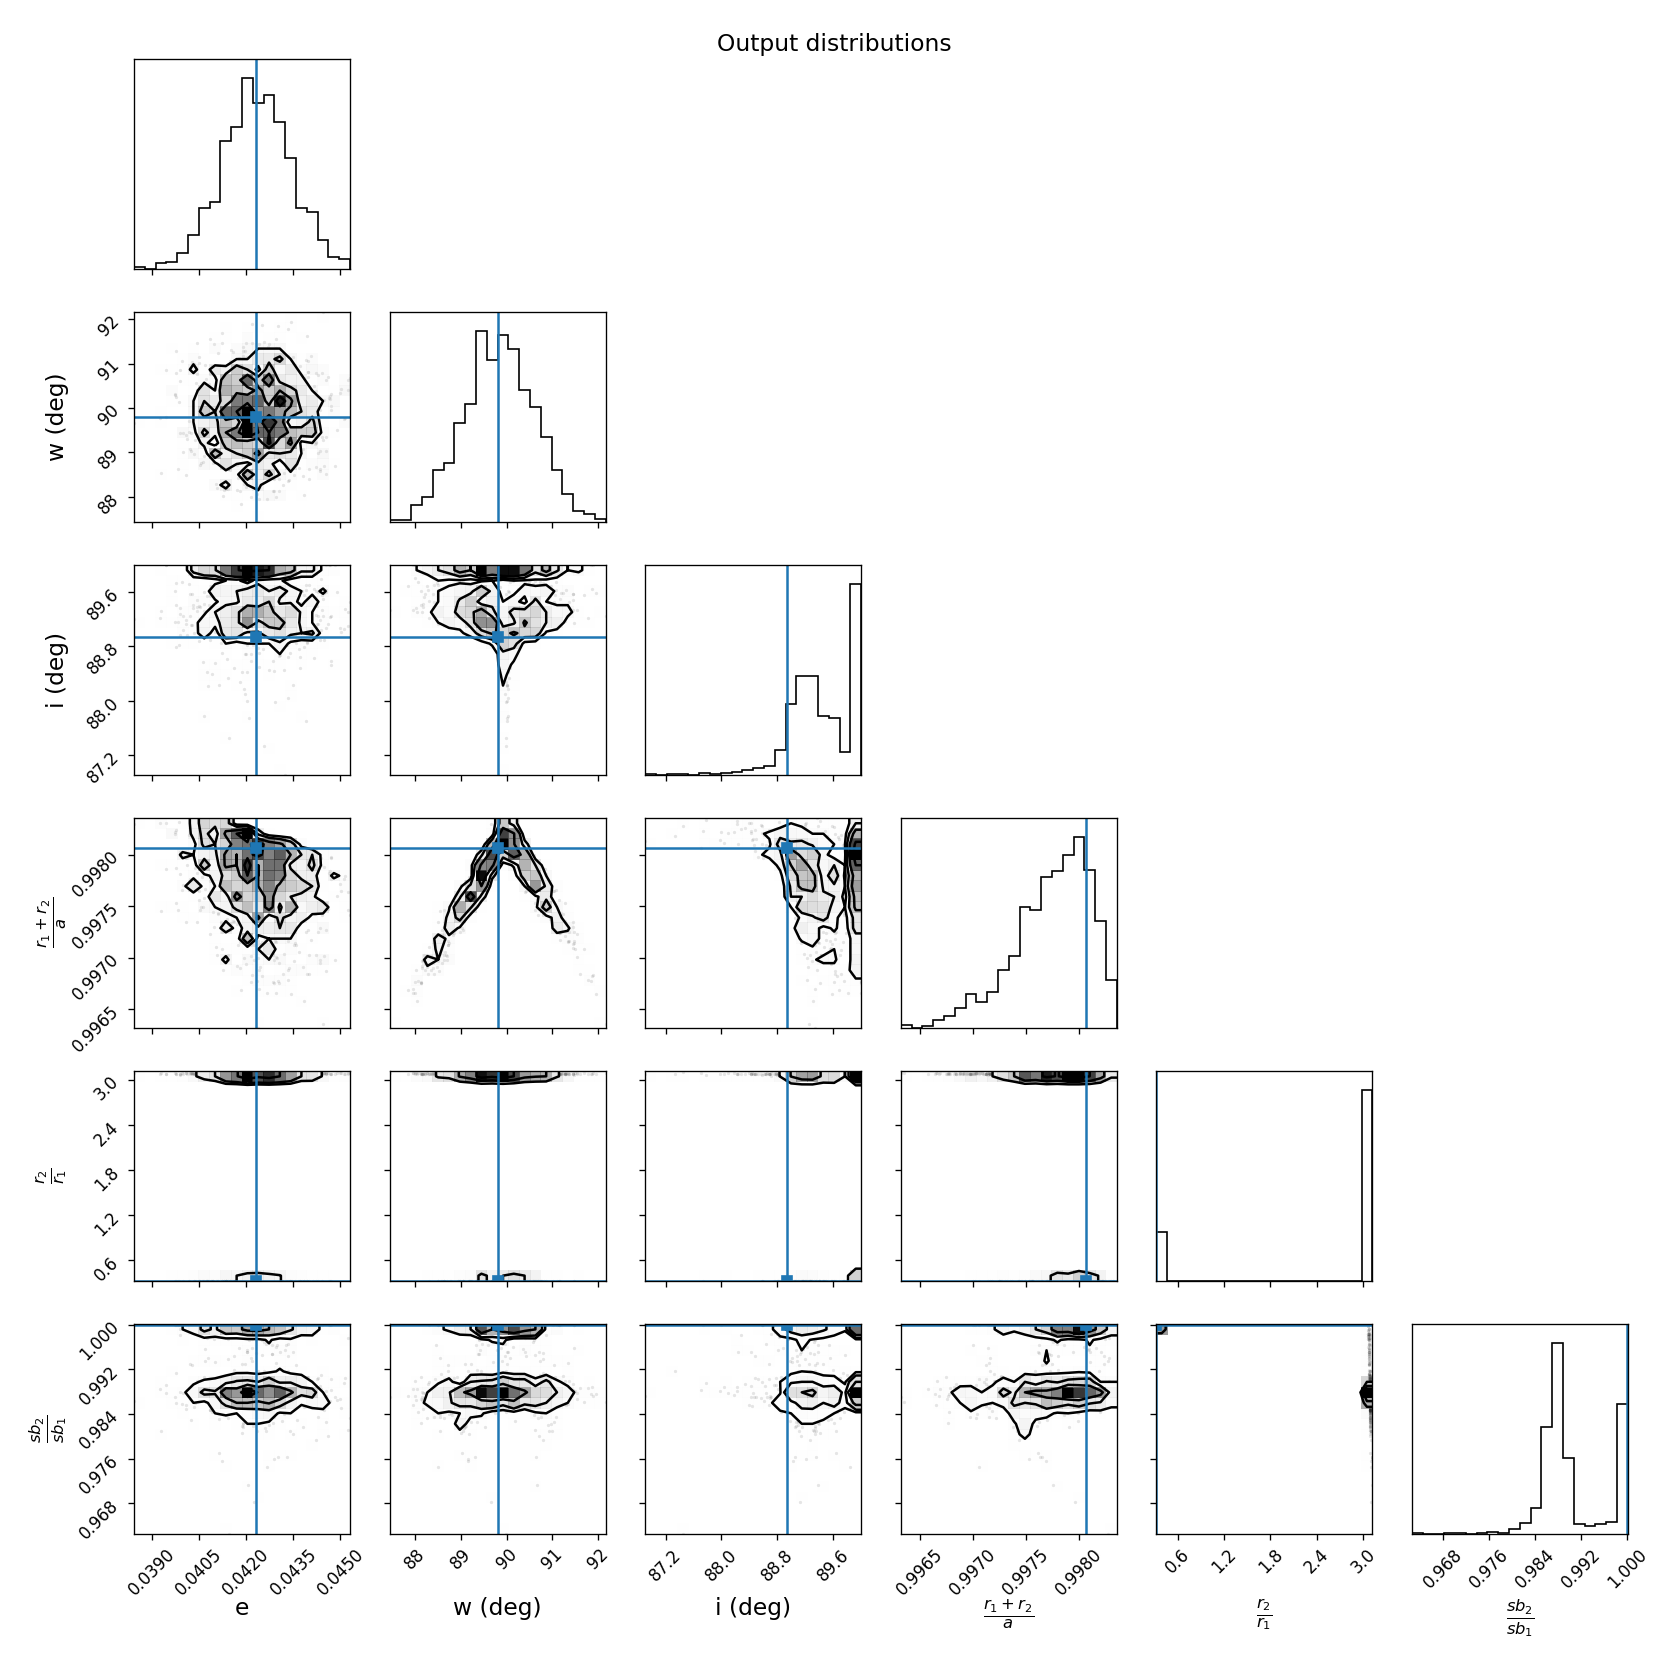 Output distributions
w (deg)
92
91
90
89
88
i (deg)
89.6
88.8
88.0
87.2
r₁ + r₂
a
0.9980
0.9975
0.9970
0.9965
r₂
r₁
3.0
2.4
1.8
1.2
0.6
sb₂
sb₁
1.000
0.992
0.984
0.976
0.968
0.0390 0.0405 0.0420 0.0435 0.0450 88 89 90 91 92 87.2 88.0 88.8 89.6 0.9965 0.9970 0.9975 0.9980 0.6 1.2 1.8 2.4 3.0 0.968 0.976 0.984 0.992 1.000
e w (deg) i (deg)
r₁ + r₂
a
r₂
r₁
sb₂
sb₁